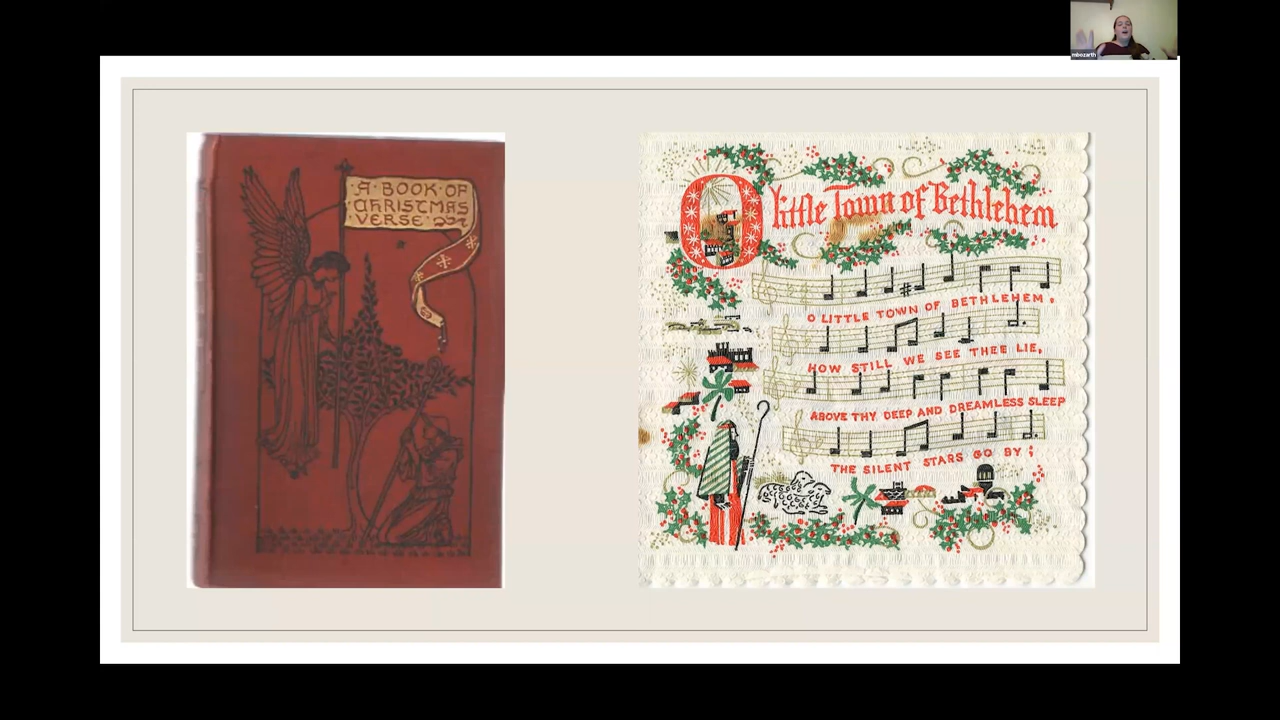 mbozarth
A · BOOK · OF
CHRISTMAS
VERSE
O little Town of Bethlehem
O LITTLE TOWN OF BETHLEHEM,
HOW STILL WE SEE THEE LIE,
ABOVE THY DEEP AND DREAMLESS SLEEP
THE SILENT STARS GO BY;